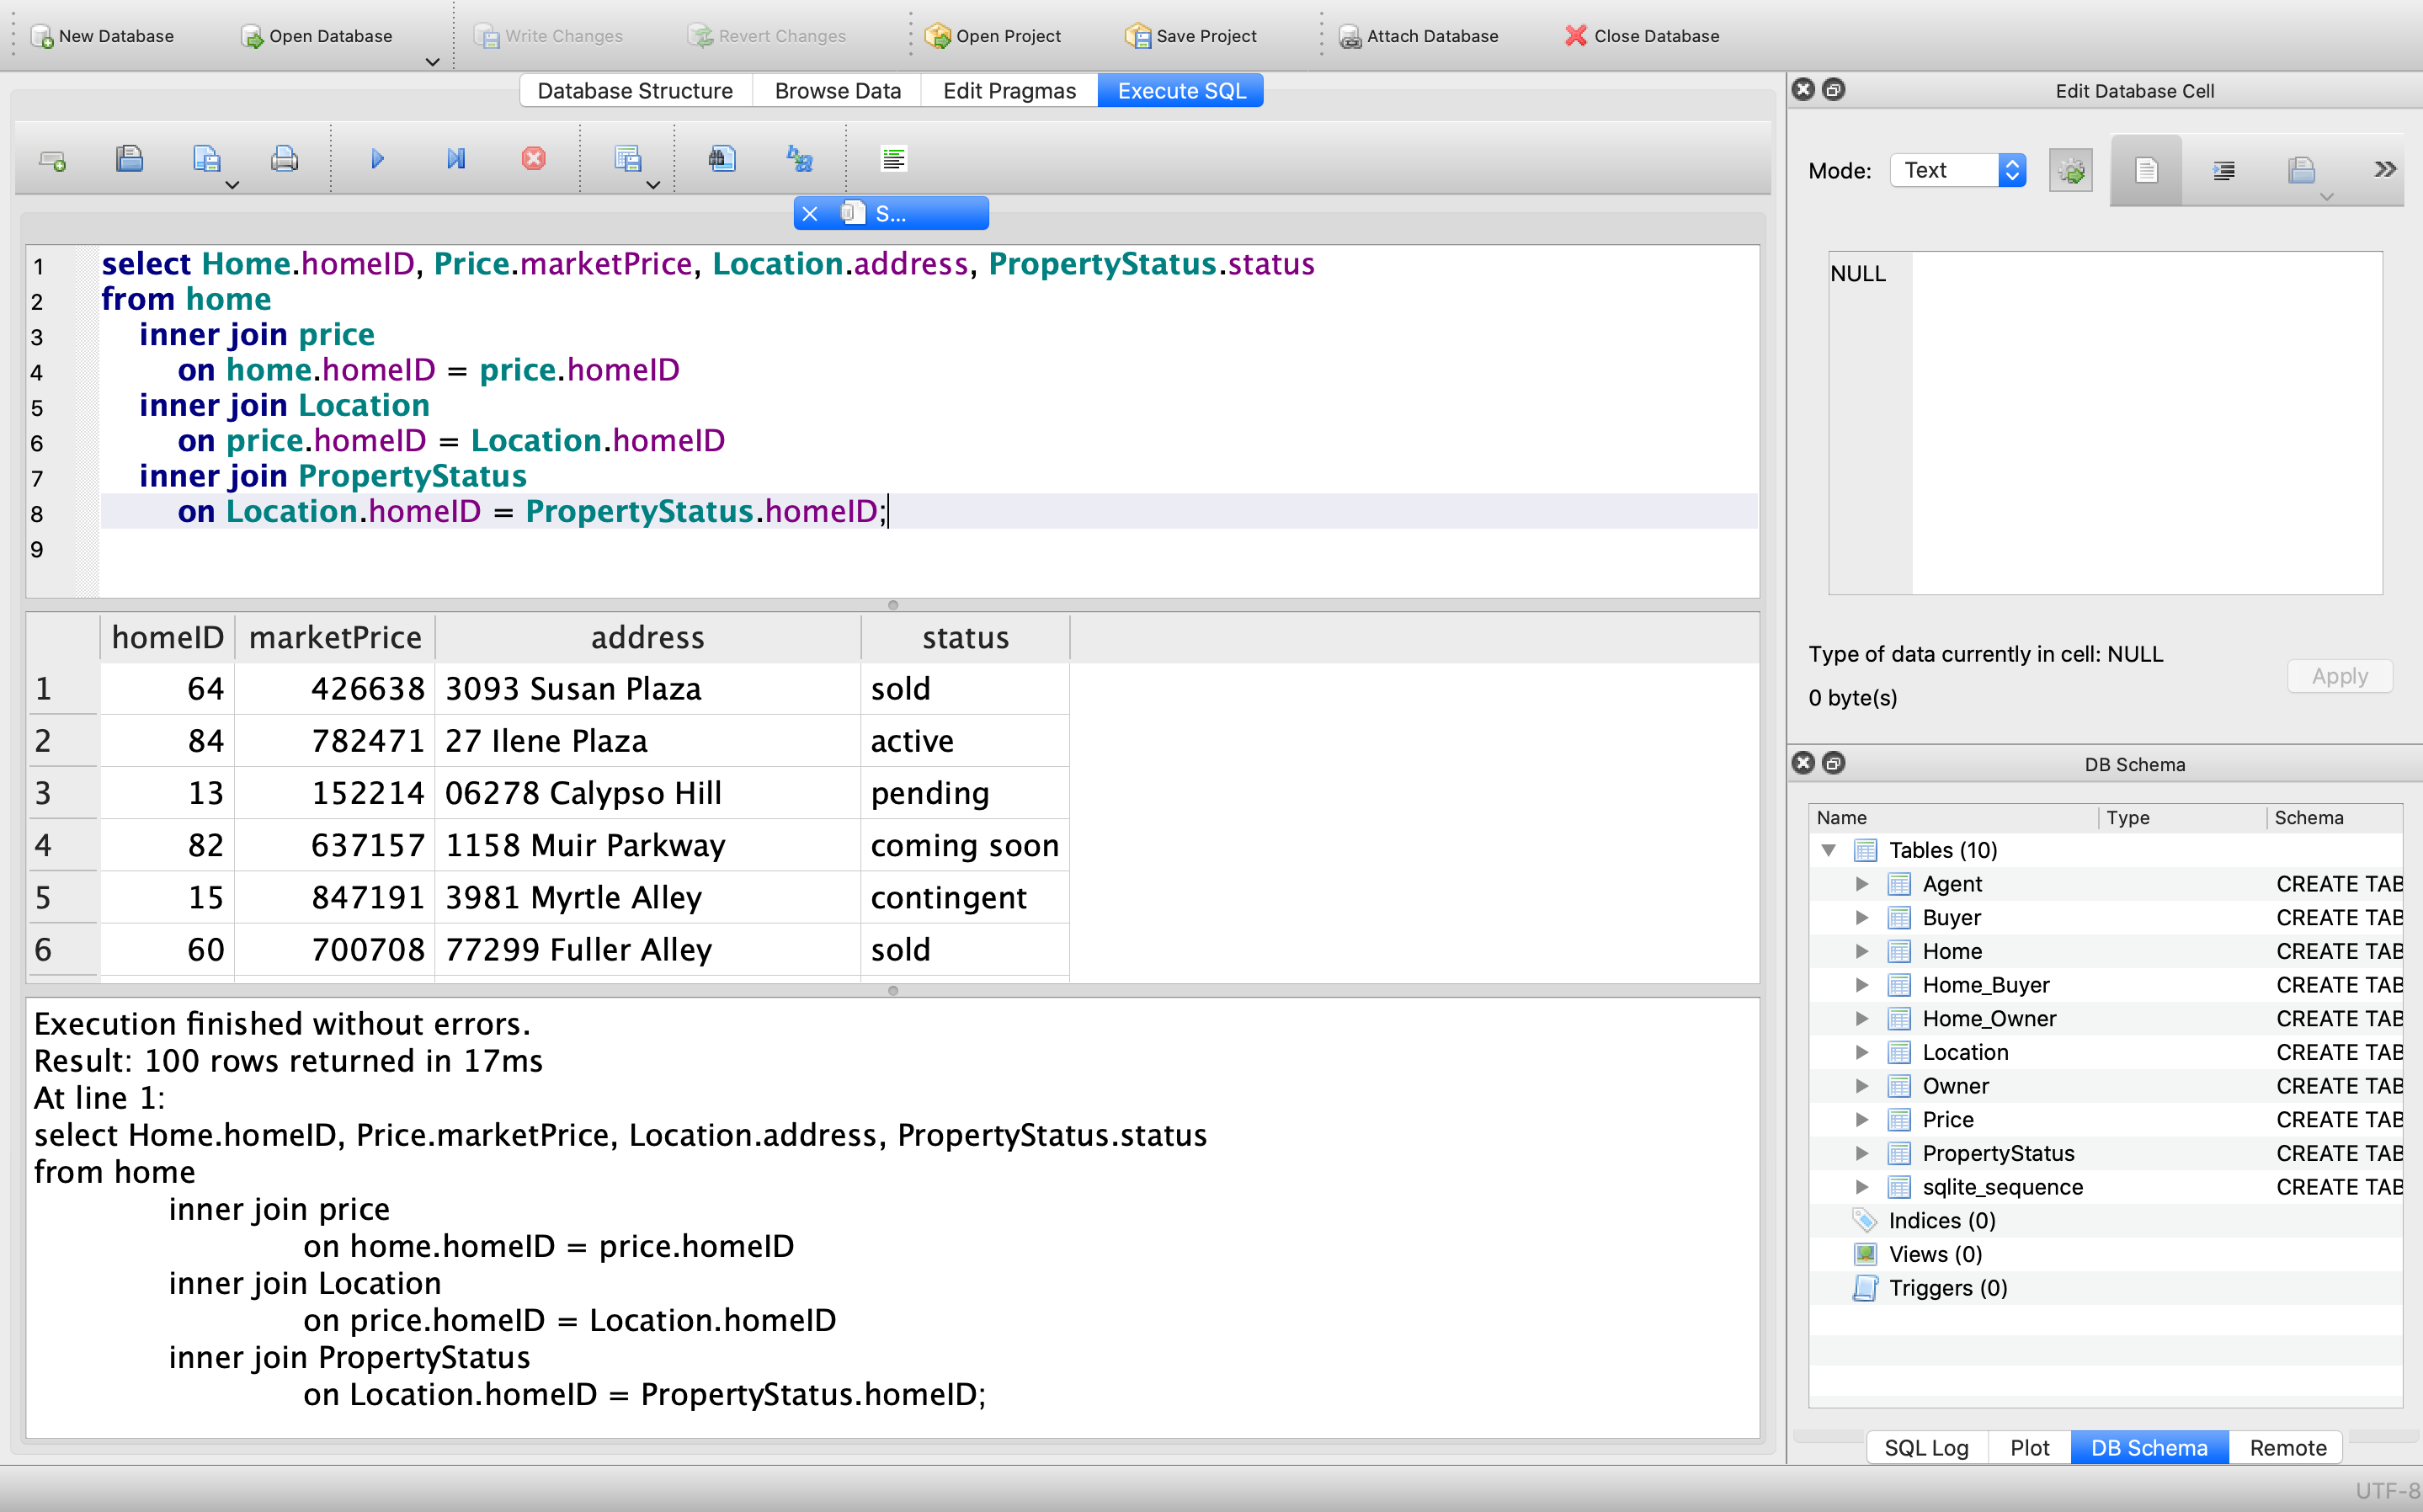 New Database Open Database Write Changes Revert Changes Open Project Save Project Attach Database Close Database
Database Structure Browse Data Edit Pragmas Execute SQL
S...
1 select Home.homeID, Price.marketPrice, Location.address, PropertyStatus.status
2 from home
3 inner join price
4 on home.homeID = price.homeID
5 inner join Location
6 on price.homeID = Location.homeID
7 inner join PropertyStatus
8 on Location.homeID = PropertyStatus.homeID;
9
homeID marketPrice address status
1 64 426638 3093 Susan Plaza sold
2 84 782471 27 Ilene Plaza active
3 13 152214 06278 Calypso Hill pending
4 82 637157 1158 Muir Parkway coming soon
5 15 847191 3981 Myrtle Alley contingent
6 60 700708 77299 Fuller Alley sold
Execution finished without errors.
Result: 100 rows returned in 17ms
At line 1:
select Home.homeID, Price.marketPrice, Location.address, PropertyStatus.status
from home
inner join price
on home.homeID = price.homeID
inner join Location
on price.homeID = Location.homeID
inner join PropertyStatus
on Location.homeID = PropertyStatus.homeID;
Edit Database Cell
Mode: Text
NULL
Type of data currently in cell: NULL
0 byte(s)
Apply
DB Schema
Name Type Schema
Tables (10)
Agent CREATE TAB
Buyer CREATE TAB
Home CREATE TAB
Home_Buyer CREATE TAB
Home_Owner CREATE TAB
Location CREATE TAB
Owner CREATE TAB
Price CREATE TAB
PropertyStatus CREATE TAB
sqlite_sequence CREATE TAB
Indices (0)
Views (0)
Triggers (0)
SQL Log Plot DB Schema Remote
UTF-8